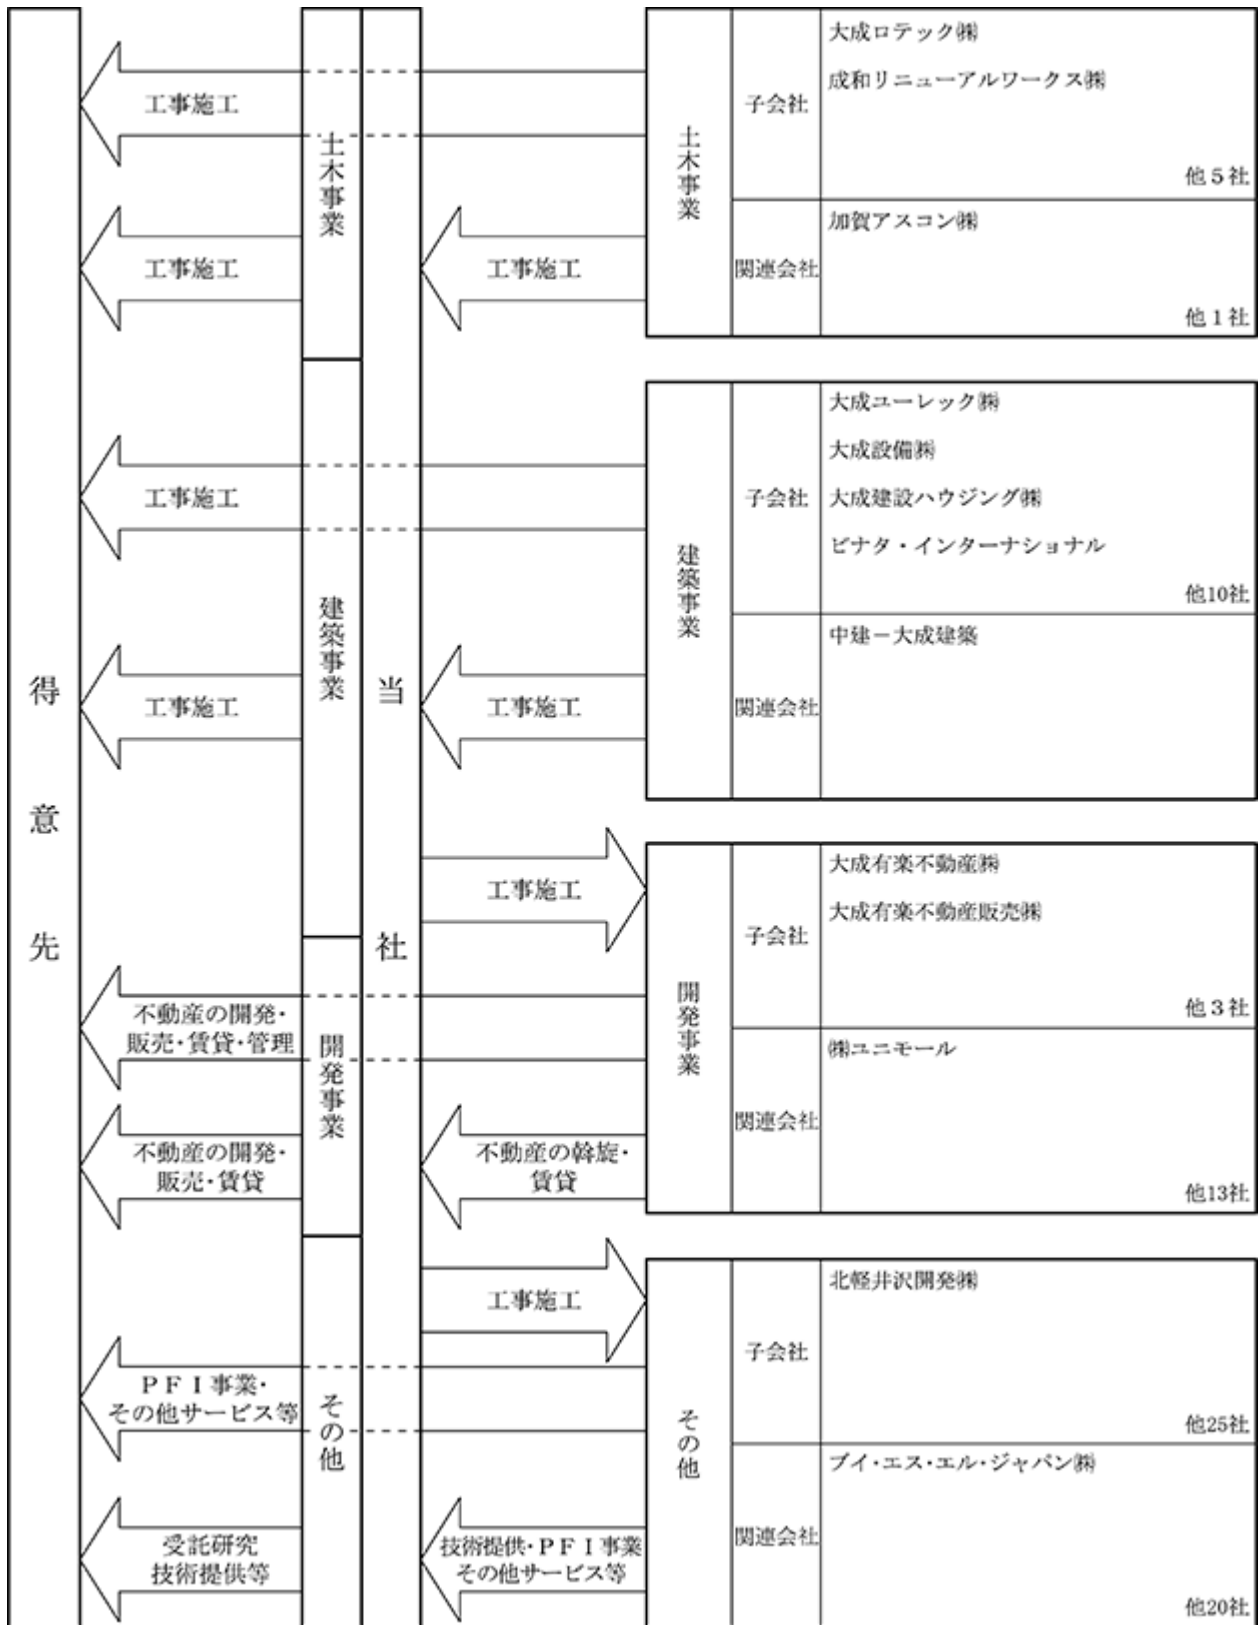 得意先
工事施工
工事施工
工事施工
工事施工
不動産の開発・
販売・賃貸・管理
不動産の開発・
販売・賃貸
ＰＦＩ事業・
その他サービス等
受託研究
技術提供等
土木事業
建築事業
開発事業
その他
当社
工事施工
工事施工
工事施工
不動産の斡旋・
賃貸
工事施工
技術提供・ＰＦＩ事業
その他サービス等
土木事業
子会社
大成ロテック㈱
成和リニューアルワークス㈱
他５社
関連会社
加賀アスコン㈱
他１社
建築事業
子会社
大成ユーレック㈱
大成設備㈱
大成建設ハウジング㈱
ビナタ・インターナショナル
他10社
関連会社
中建－大成建築
開発事業
子会社
大成有楽不動産㈱
大成有楽不動産販売㈱
他３社
関連会社
㈱ユニモール
他13社
その他
子会社
北軽井沢開発㈱
他25社
関連会社
ブイ・エス・エル・ジャパン㈱
他20社